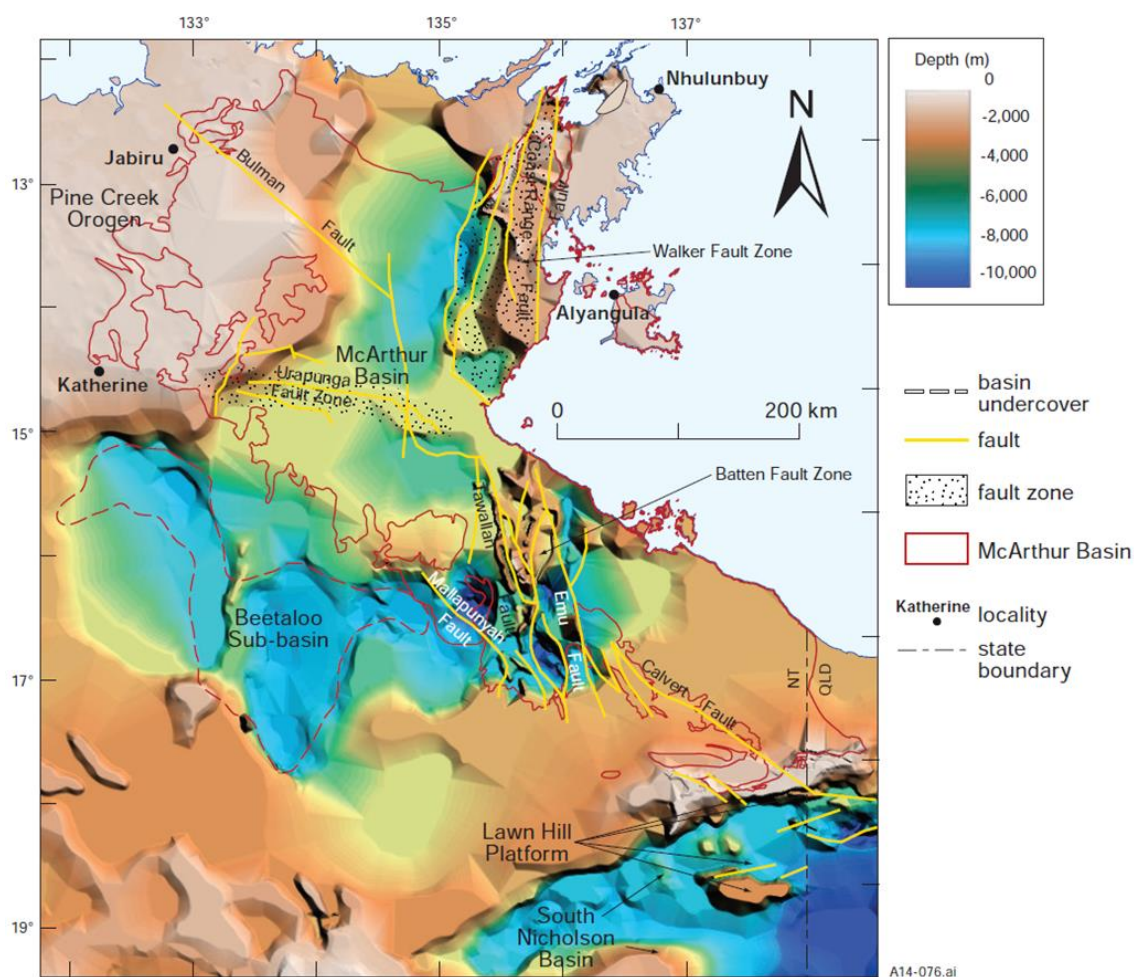 133°
135°
137°
Nhulunbuy
Jabiru
Bulman
Fault
Pine Creek
Orogen
13°
Coast Range
Fault
Fault
Walker Fault Zone
Alyangula
McArthur
Basin
Urapunga
Fault Zone
Katherine
0
200 km
15°
Batten Fault Zone
Tawallah
Fault
Mallapunyah
Fault
Emu
Fault
Beetaloo
Sub-basin
17°
Calvert
Fault
NT
QLD
Lawn Hill
Platform
19°
South
Nicholson
Basin
N
Depth (m)
0
-2,000
-4,000
-6,000
-8,000
-10,000
basin
undercover
fault
fault zone
McArthur Basin
Katherine
locality
state
boundary
A14-076.ai